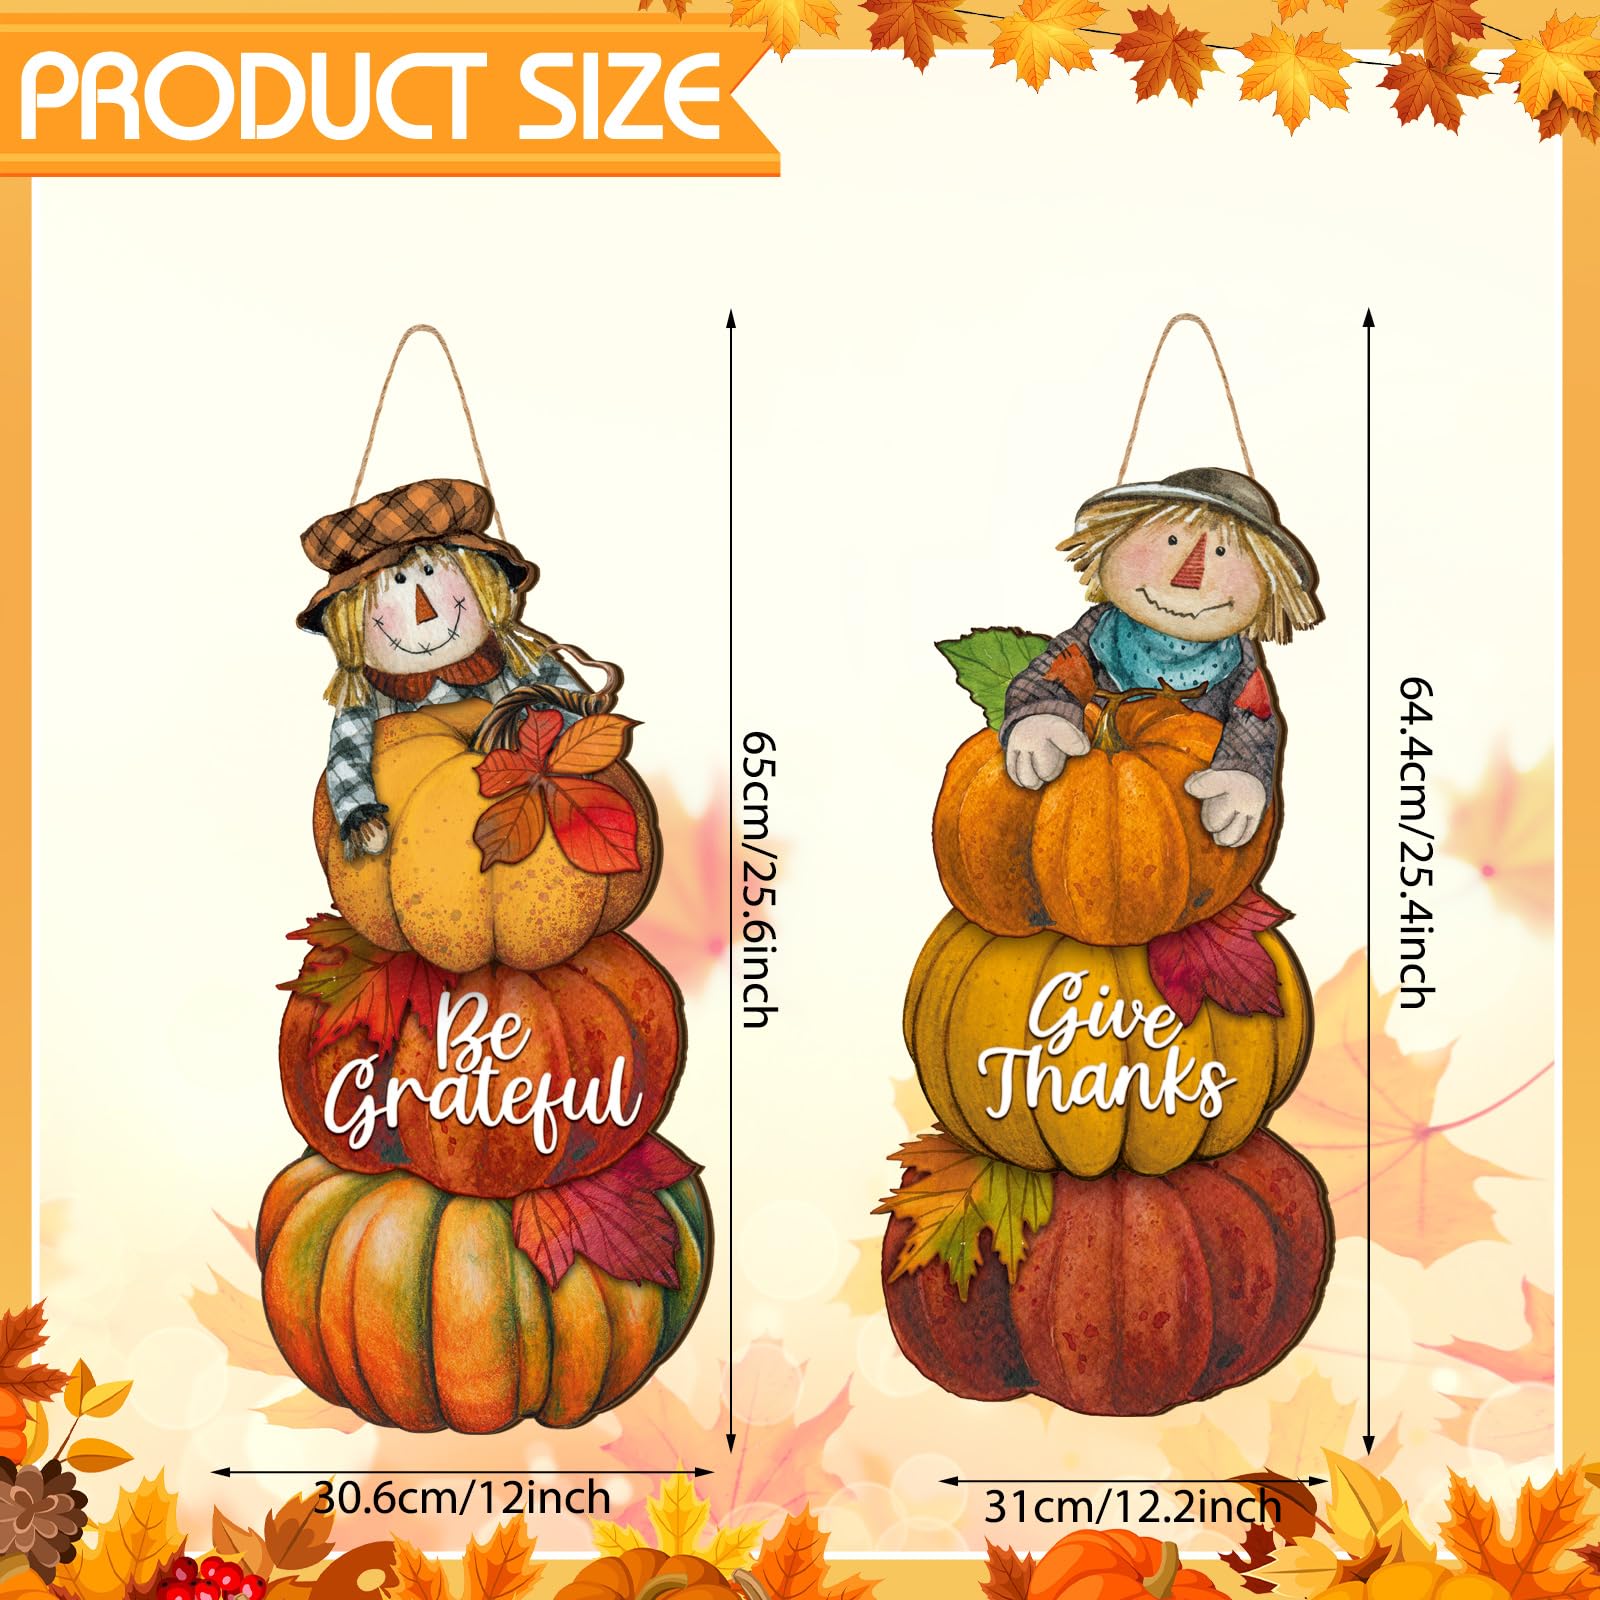 PRODUCT SIZE
65cm/25.6inch
64.4cm/25.4inch
Be
Grateful
Give
Thanks
30.6cm/12inch
31cm/12.2inch